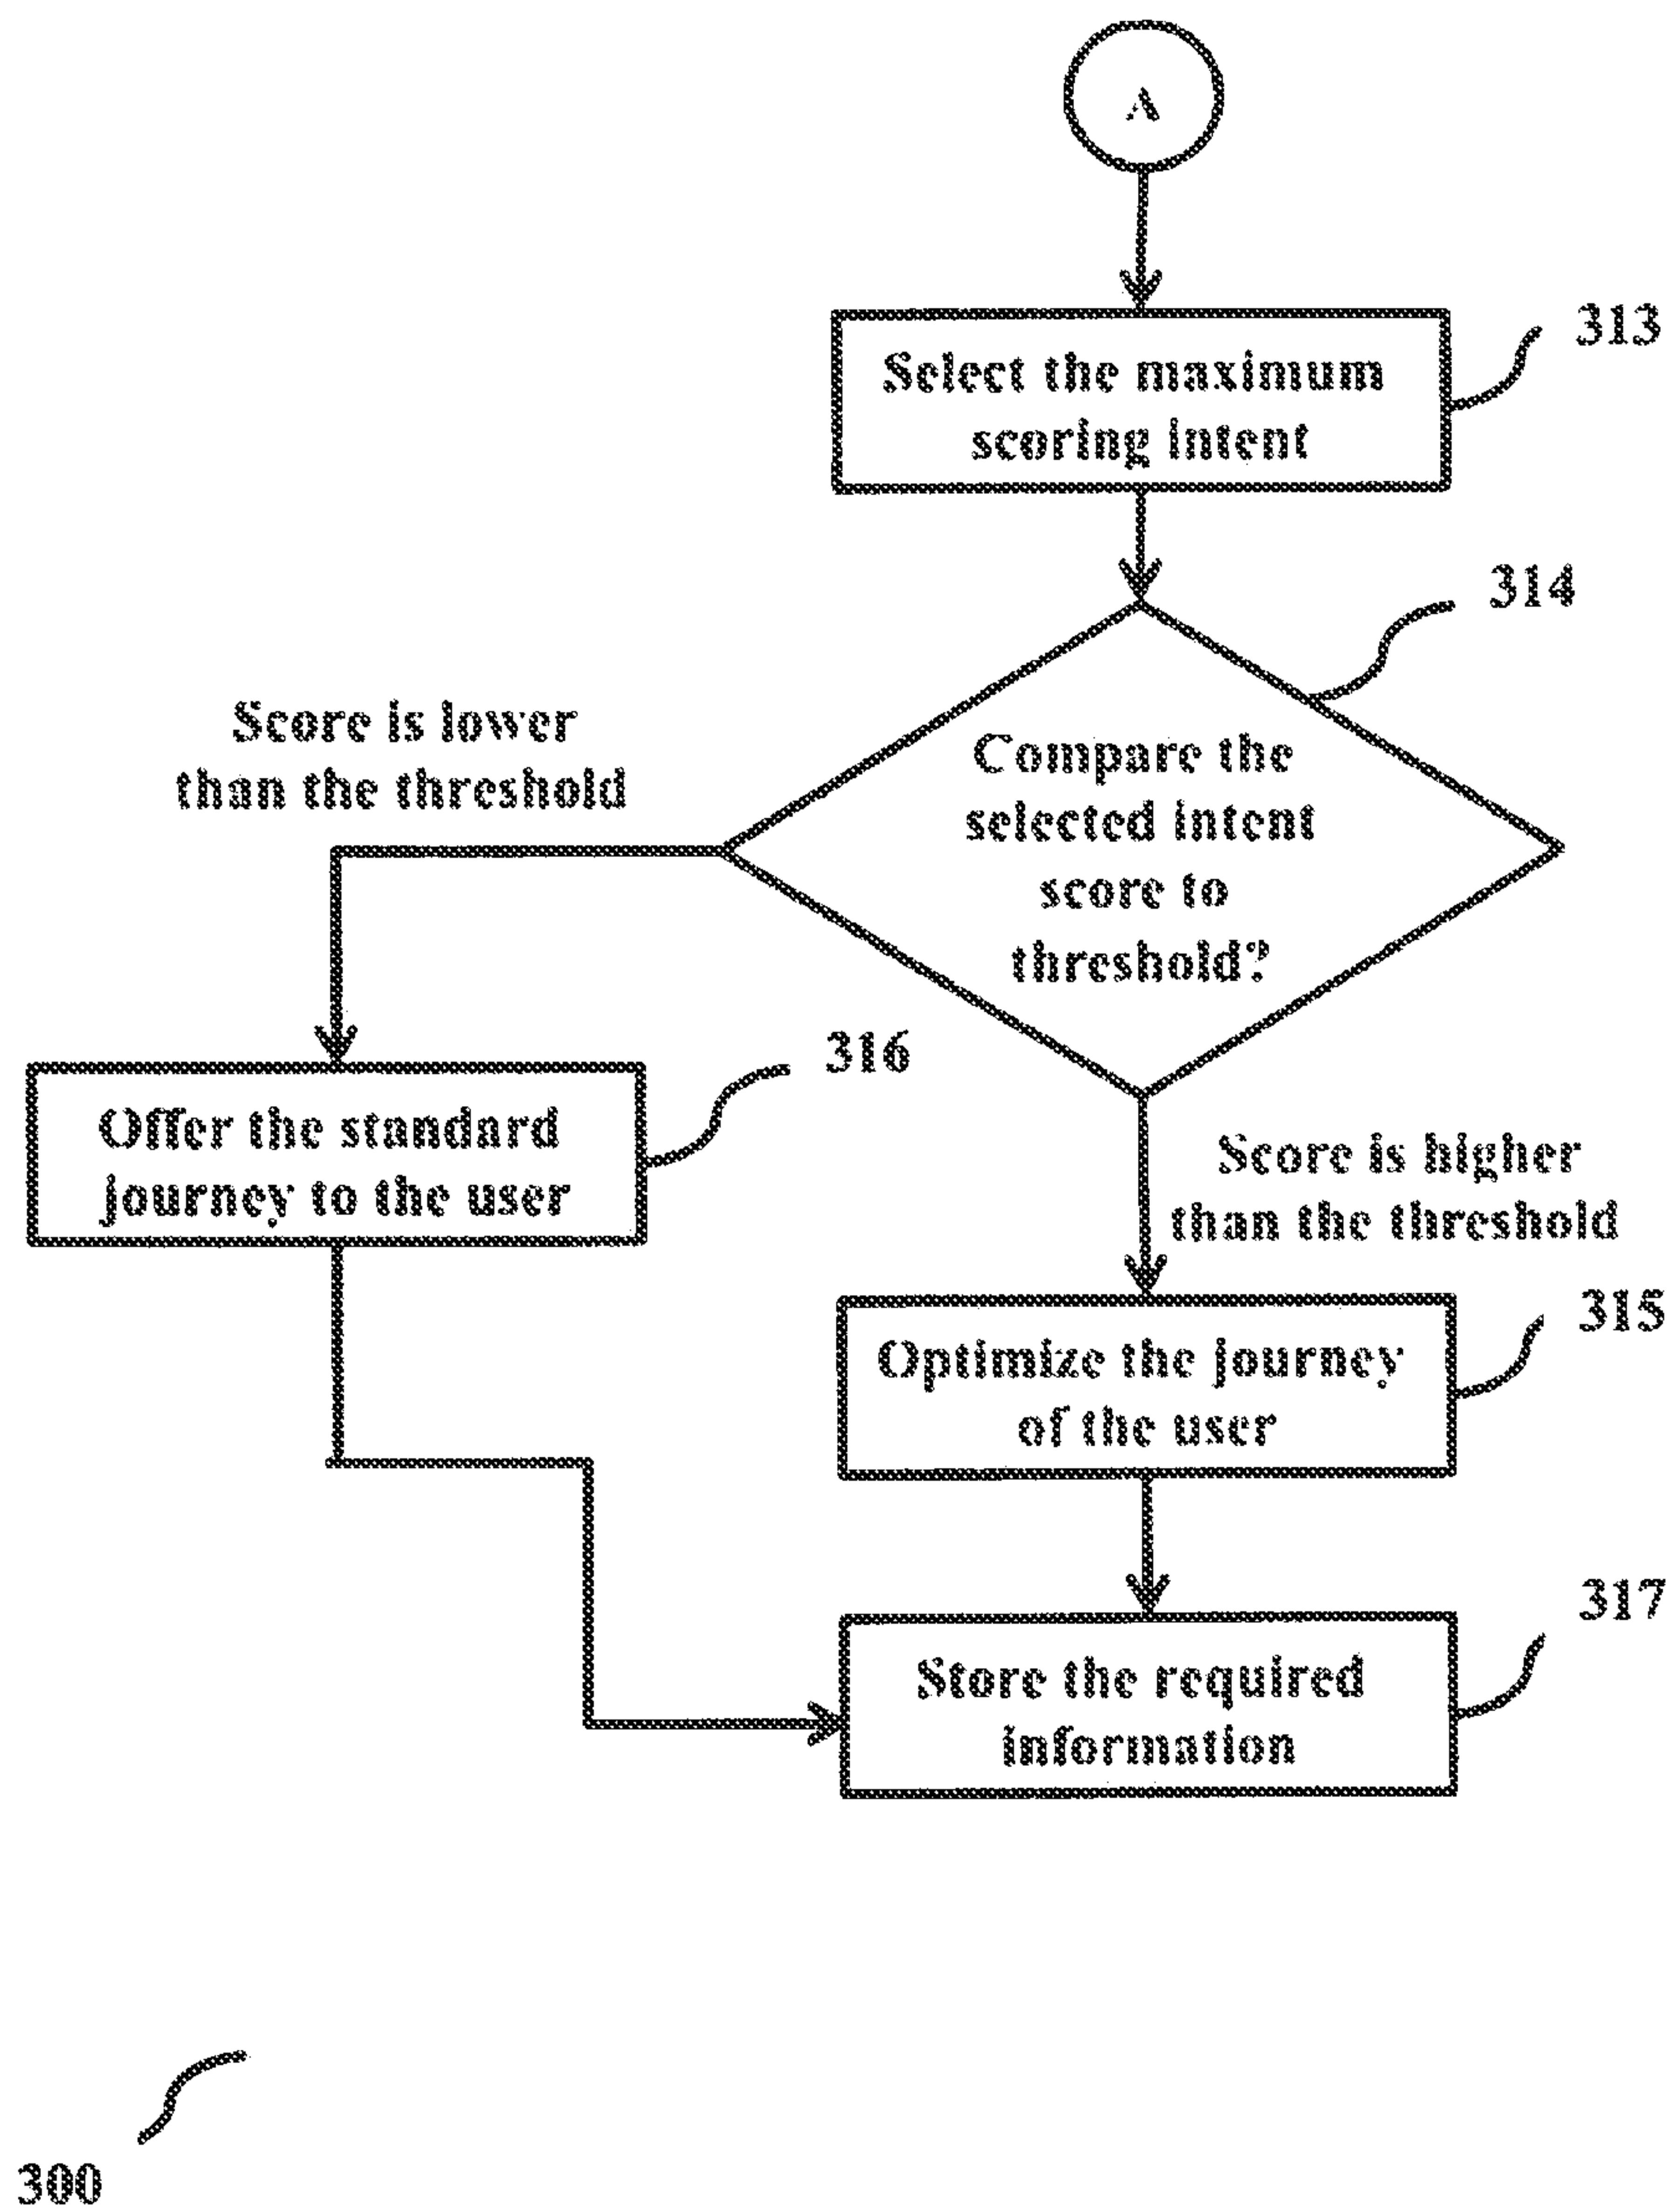 A
313
Select the maximum
scoring intent
314
Score is lower
than the threshold
Compare the
selected intent
score to
threshold?
316
Offer the standard
journey to the user
Score is higher
than the threshold
315
Optimize the journey
of the user
317
Store the required
information
300